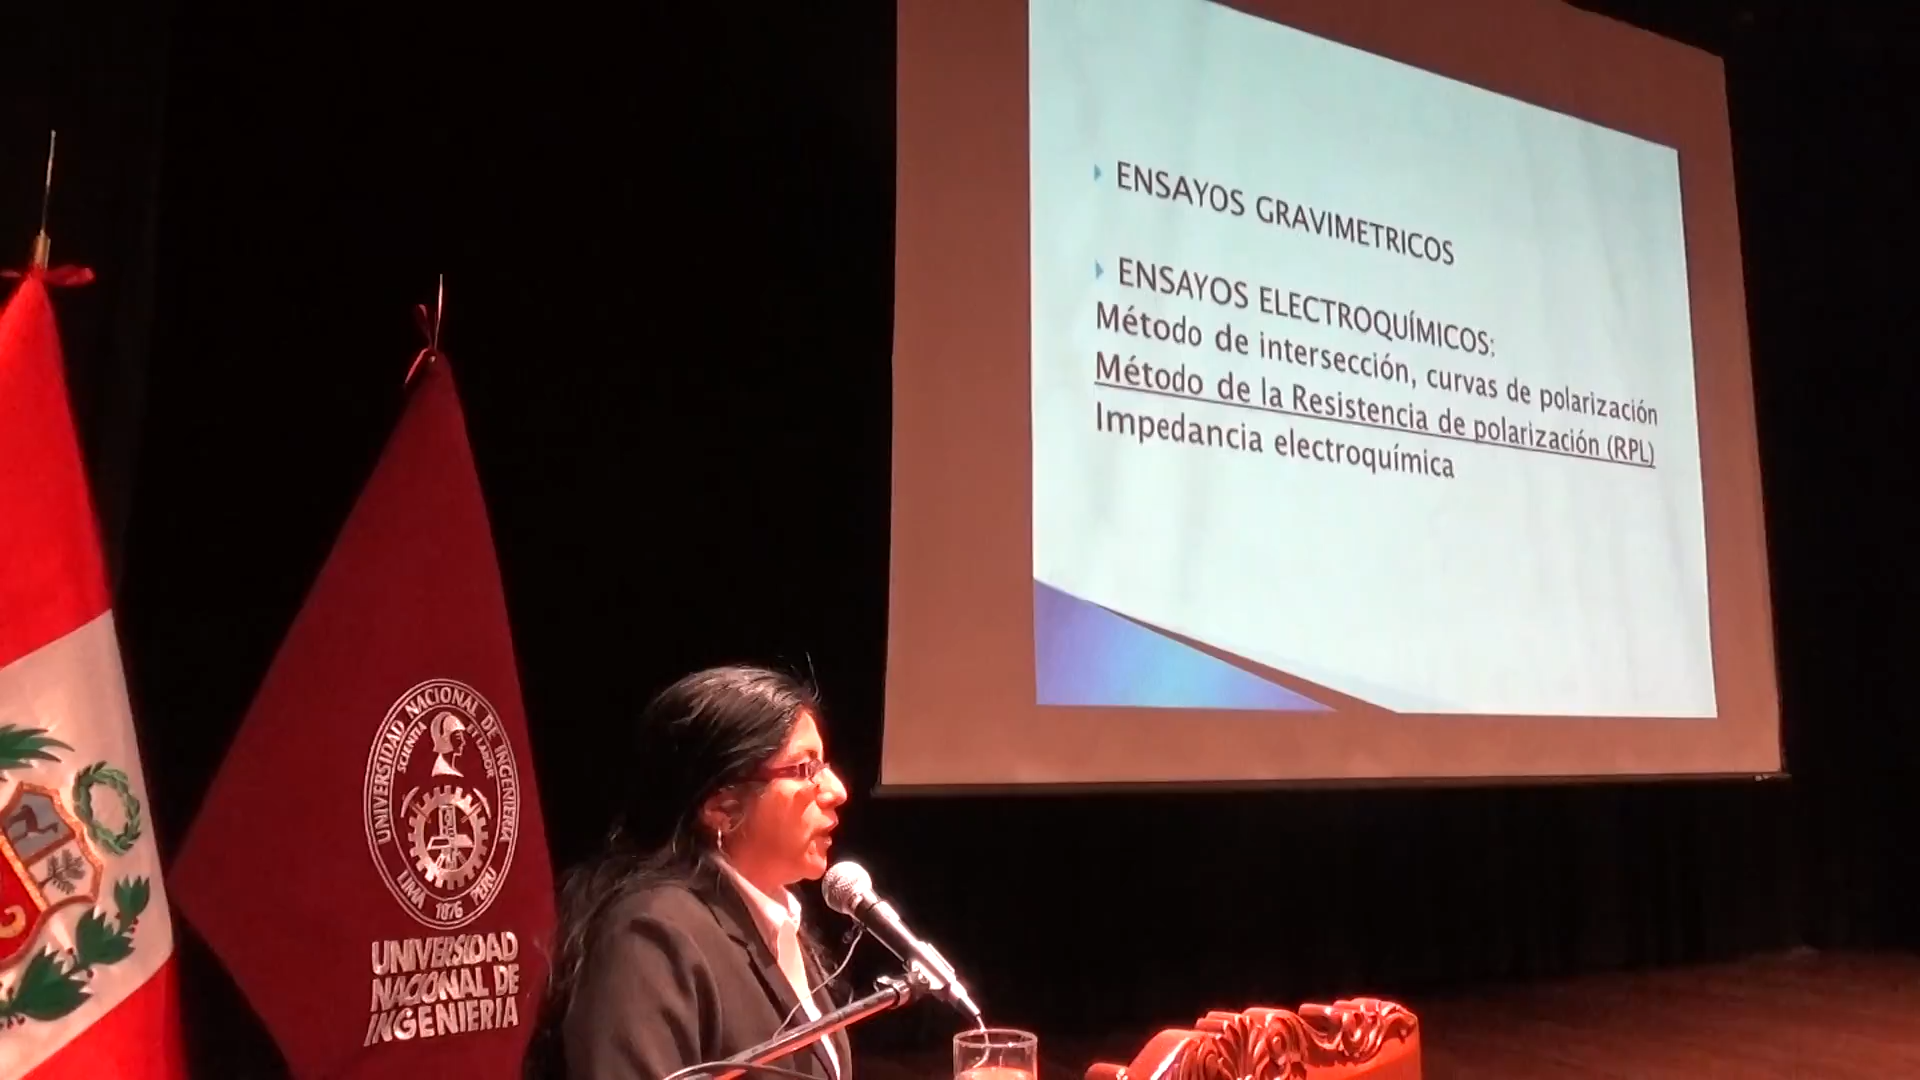 ENSAYOS GRAVIMETRICOS
ENSAYOS ELECTROQUÍMICOS:
Método de intersección, curvas de polarización
Método de la Resistencia de polarización (RPL)
Impedancia electroquímica
UNIVERSIDAD NACIONAL DE INGENIERIA
SCIENTIA ET LABOR
LIMA 1876 PERU
UNIVERSIDAD
NACIONAL DE
INGENIERIA